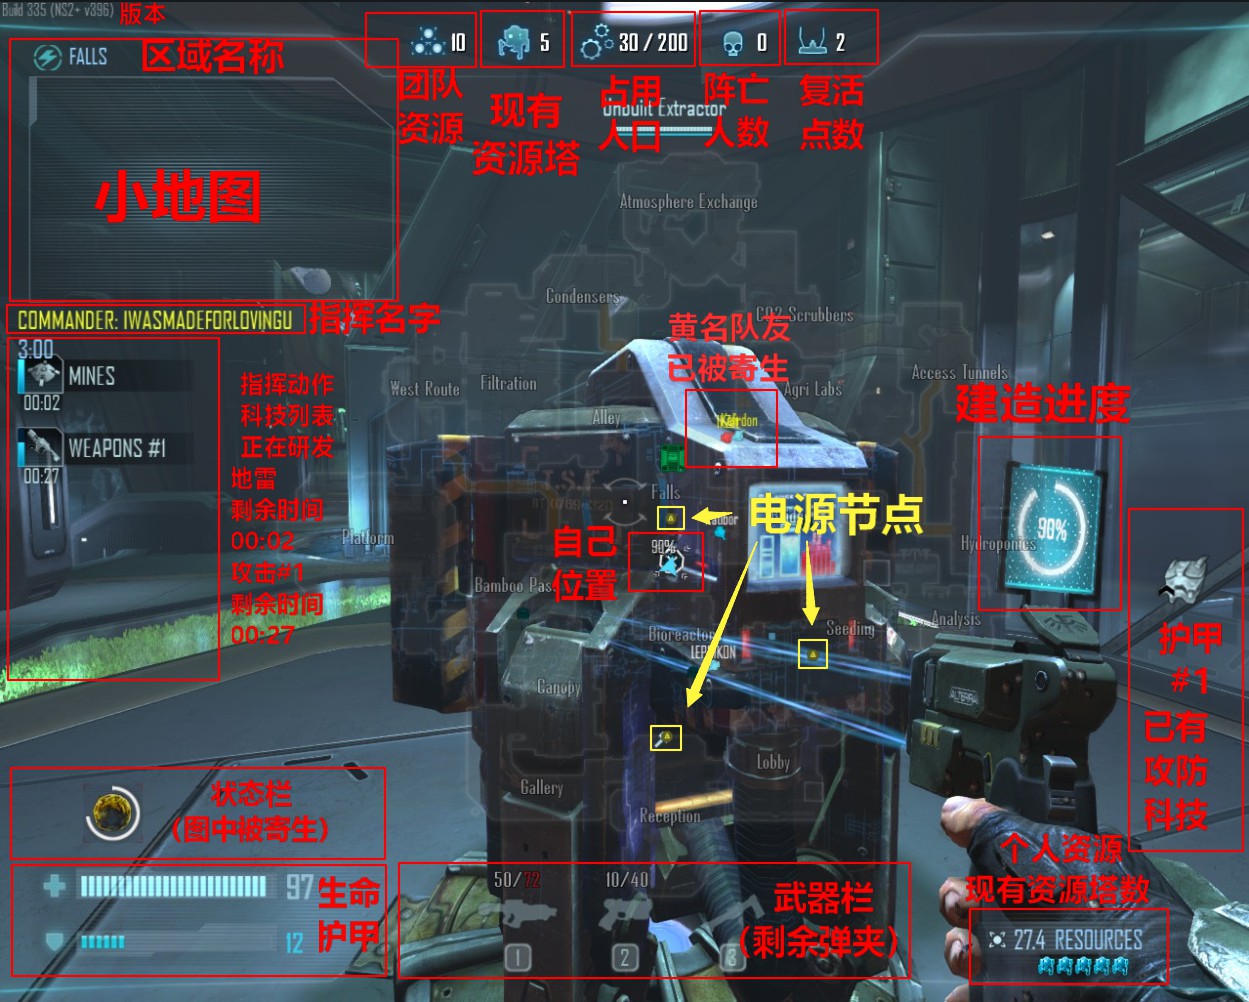 Build 335 (NS2+ v396)
版本
FALLS
区域名称
10
5
30 / 200
0
2
团队
资源
现有
资源塔
占用
人口
阵亡
人数
复活
点数
Unbuilt Extractor
小地图
Atmosphere Exchange
Condensers
CO2 Scrubbers
COMMANDER: IWASMADEFORLOVINGU
指挥名字
黄名队友
已被寄生
3:00
MINES
00:02
WEAPONS #1
00:27
指挥动作
科技列表
正在研发
地雷
剩余时间
00:02
攻击#1
剩余时间
00:27
West Route
Filtration
Alley
Agri Labs
Access Tunnels
建造进度
90%
Falls
电源节点
自己
位置
90%
Platform
Hydroponics
Bamboo Pas
Bioreactor
Seeding
Analysis
Canopy
Lobby
Gallery
Reception
ALTERRA
护甲
#1
已有
攻防
科技
状态栏
（图中被寄生）
97
生命
12
护甲
50/72
10/40
武器栏
（剩余弹夹）
1
2
3
个人资源
现有资源塔数
27.4 RESOURCES